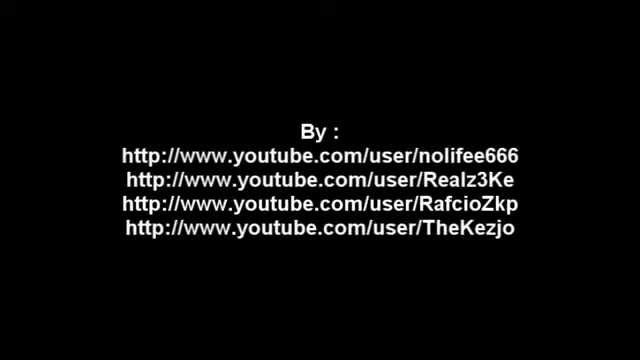 By :
http://www.youtube.com/user/nolifee666
http://www.youtube.com/user/Realz3Ke
http://www.youtube.com/user/RafcioZkp
http://www.youtube.com/user/TheKezjo